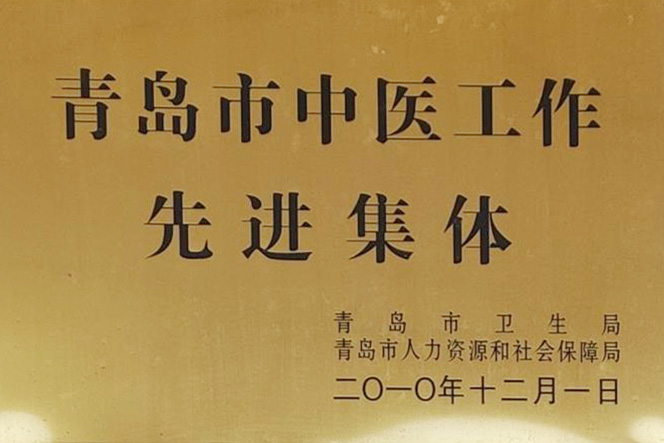 青岛市中医工作
先进集体
青岛市卫生局
青岛市人力资源和社会保障局
二〇一〇年十二月一日